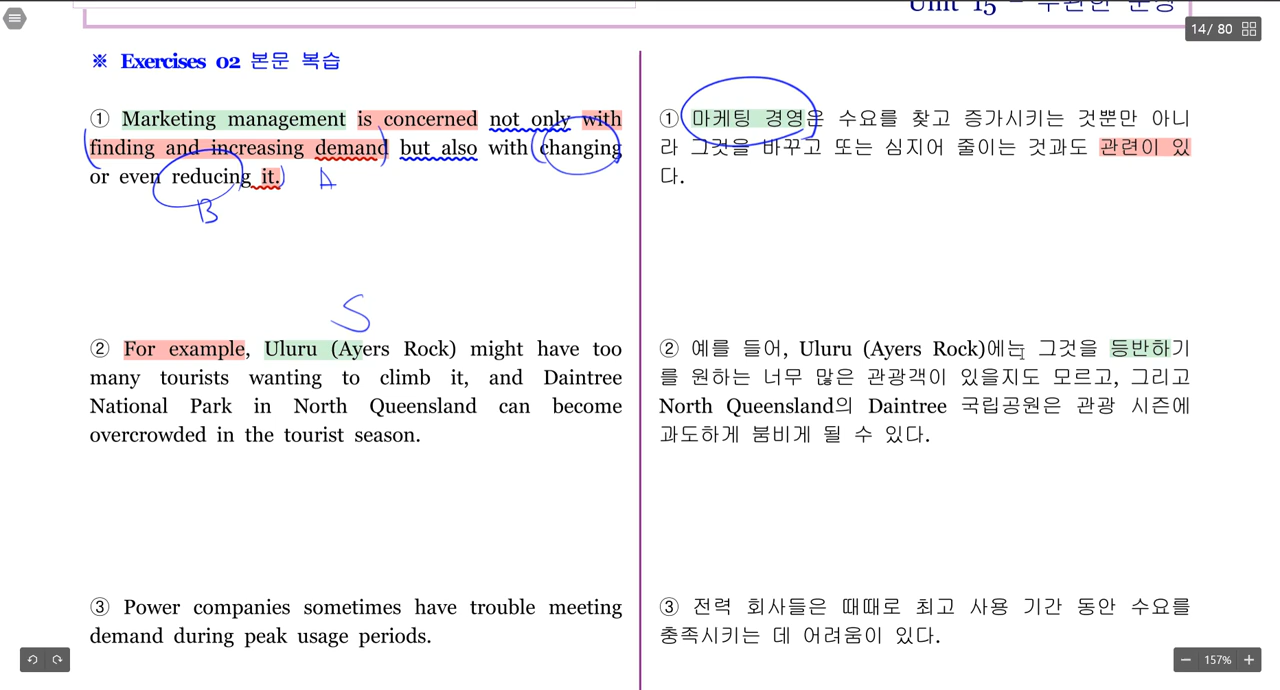 Unit 15 – 무관한 문장
14/ 80
※ Exercises 02 본문 복습
① Marketing management is concerned not only with
finding and increasing demand but also with changing
or even reducing it.
A
B
S
② For example, Uluru (Ayers Rock) might have too
many tourists wanting to climb it, and Daintree
National Park in North Queensland can become
overcrowded in the tourist season.
③ Power companies sometimes have trouble meeting
demand during peak usage periods.
① 마케팅 경영은 수요를 찾고 증가시키는 것뿐만 아니
라 그것을 바꾸고 또는 심지어 줄이는 것과도 관련이 있
다.
② 예를 들어, Uluru (Ayers Rock)에는 그것을 등반하기
를 원하는 너무 많은 관광객이 있을지도 모르고, 그리고
North Queensland의 Daintree 국립공원은 관광 시즌에
과도하게 붐비게 될 수 있다.
③ 전력 회사들은 때때로 최고 사용 기간 동안 수요를
충족시키는 데 어려움이 있다.
157%